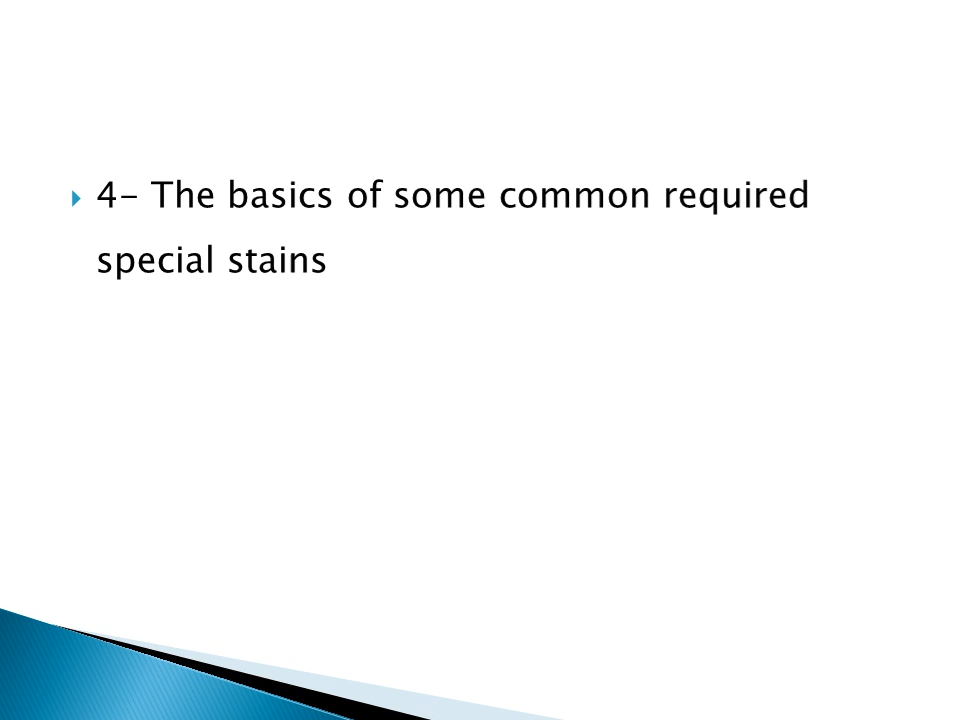 4- The basics of some common required
special stains